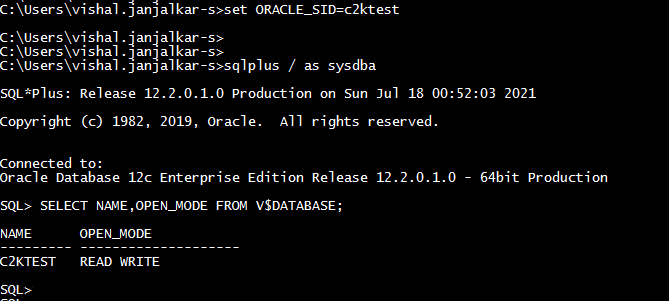 C:\Users\vishal.janjalkar-s>set ORACLE_SID=c2ktest
C:\Users\vishal.janjalkar-s>
C:\Users\vishal.janjalkar-s>
C:\Users\vishal.janjalkar-s>sqlplus / as sysdba
SQL*Plus: Release 12.2.0.1.0 Production on Sun Jul 18 00:52:03 2021
Copyright (c) 1982, 2019, Oracle.  All rights reserved.
Connected to:
Oracle Database 12c Enterprise Edition Release 12.2.0.1.0 - 64bit Production
SQL> SELECT NAME,OPEN_MODE FROM V$DATABASE;
NAME      OPEN_MODE
--------- --------------------
C2KTEST   READ WRITE
SQL>